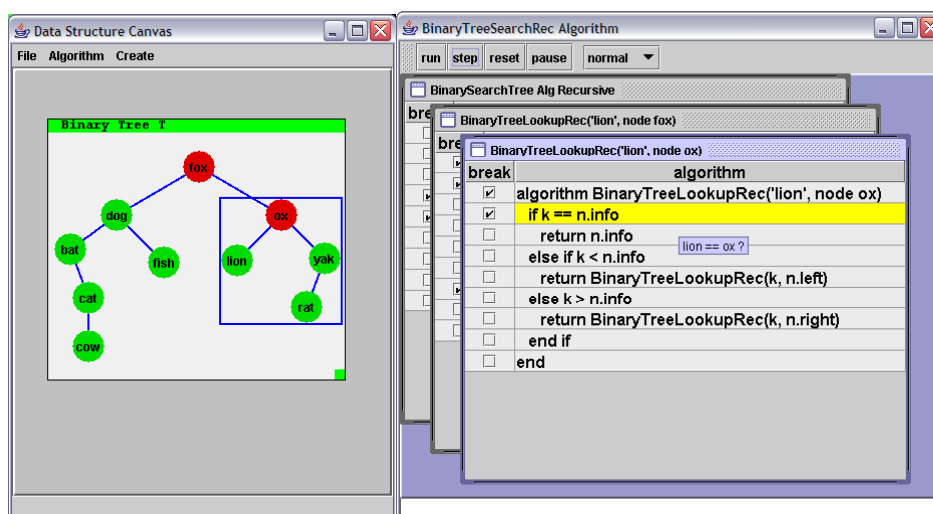 Data Structure Canvas
File Algorithm Create
Binary Tree T
fox
dog
ox
bat
fish
lion
yak
cat
rat
cow
BinaryTreeSearchRec Algorithm
run step reset pause normal
BinarySearchTree Alg Recursive
bre
BinaryTreeLookupRec('lion', node fox)
bre
BinaryTreeLookupRec('lion', node ox)
break algorithm
algorithm BinaryTreeLookupRec('lion', node ox)
if k == n.info
return n.info
lion == ox ?
else if k < n.info
return BinaryTreeLookupRec(k, n.left)
else k > n.info
return BinaryTreeLookupRec(k, n.right)
end if
end